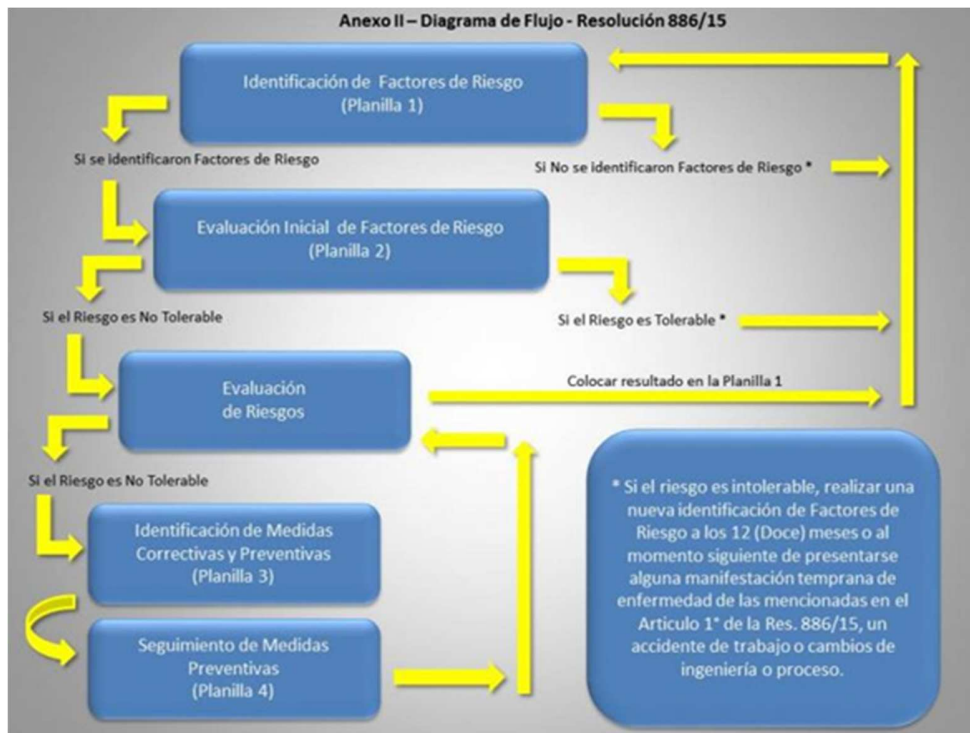 Anexo II – Diagrama de Flujo - Resolución 886/15
Identificación de Factores de Riesgo
(Planilla 1)
Si se identificaron Factores de Riesgo
Si No se identificaron Factores de Riesgo *
Evaluación Inicial de Factores de Riesgo
(Planilla 2)
Si el Riesgo es No Tolerable
Si el Riesgo es Tolerable *
Evaluación
de Riesgos
Colocar resultado en la Planilla 1
Si el Riesgo es No Tolerable
Identificación de Medidas
Correctivas y Preventivas
(Planilla 3)
Seguimiento de Medidas
Preventivas
(Planilla 4)
* Si el riesgo es intolerable, realizar una
nueva identificación de Factores de
Riesgo a los 12 (Doce) meses o al
momento siguiente de presentarse
alguna manifestación temprana de
enfermedad de las mencionadas en el
Articulo 1° de la Res. 886/15, un
accidente de trabajo o cambios de
ingeniería o proceso.